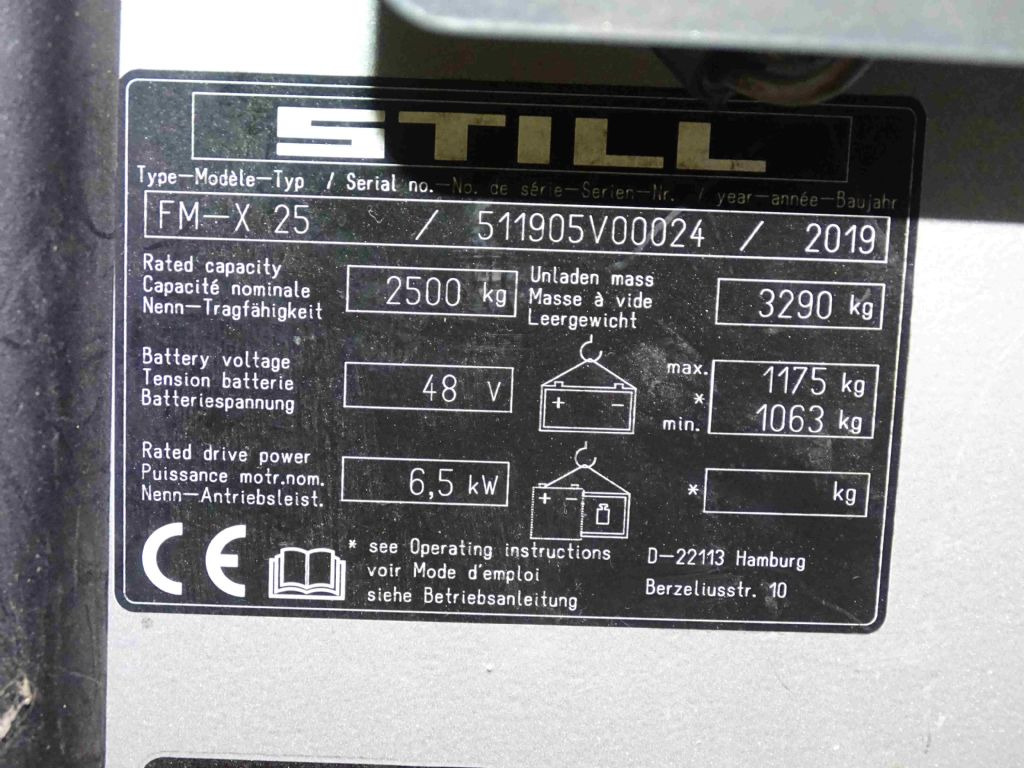 STILL
Type-Modèle-Typ / Serial no.-No. de série-Serien-Nr. / year-année-Baujahr
FM-X 25 / 511905V00024 / 2019
Rated capacity
Capacité nominale
Nenn-Tragfähigkeit
2500 kg
Unladen mass
Masse à vide
Leergewicht
3290 kg
Battery voltage
Tension batterie
Batteriespannung
48 V
+ -
max. 1175 kg
*
min. 1063 kg
Rated drive power
Puissance motr.nom.
Nenn-Antriebsleist.
6,5 kW
+ -
* kg
CE
* see Operating instructions
voir Mode d'emploi
siehe Betriebsanleitung
D-22113 Hamburg
Berzeliusstr. 10